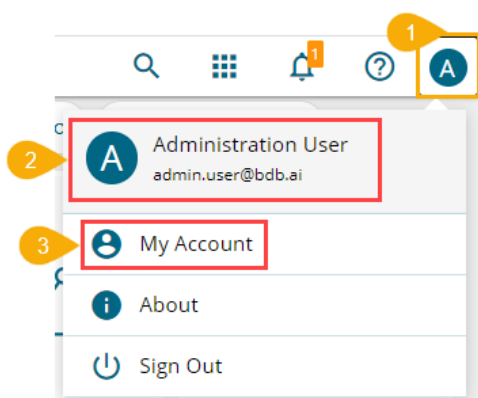 1
1
A
2
A
Administration User
admin.user@bdb.ai
3
My Account
About
Sign Out